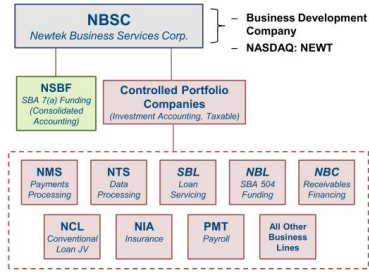 NBSC
Newtek Business Services Corp.
– Business Development
Company
– NASDAQ: NEWT
NSBF
SBA 7(a) Funding
(Consolidated
Accounting)
Controlled Portfolio
Companies
(Investment Accounting, Taxable)
NMS
Payments
Processing
NTS
Data
Processing
SBL
Loan
Servicing
NBL
SBA 504
Funding
NBC
Receivables
Financing
NCL
Conventional
Loan JV
NIA
Insurance
PMT
Payroll
All Other
Business
Lines